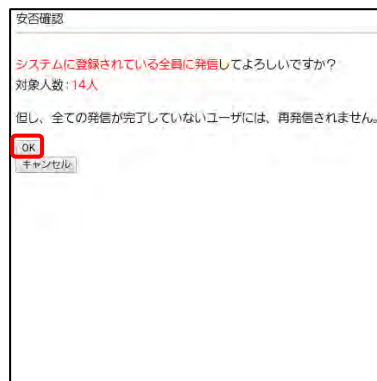 安否確認
システムに登録されている全員に発信してよろしいですか？
対象人数：14人
但し、全ての発信が完了していないユーザには、再発信されません。
OK
キャンセル